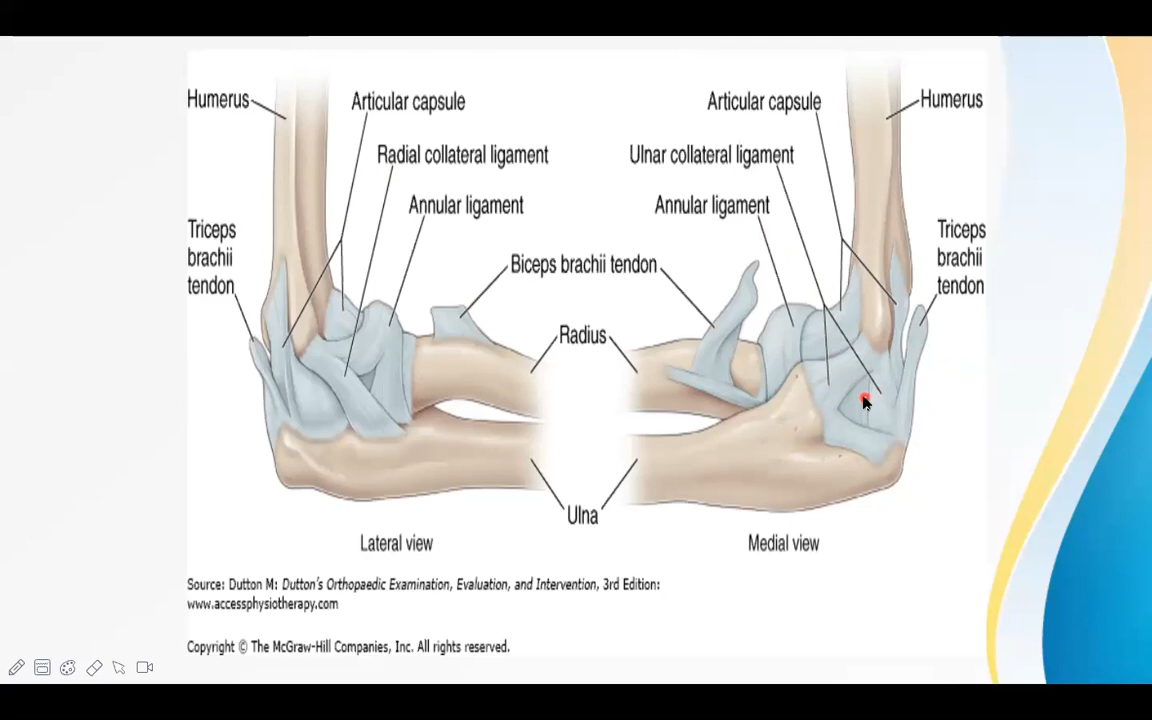 Humerus
Articular capsule
Radial collateral ligament
Annular ligament
Triceps
brachii
tendon
Biceps brachii tendon
Radius
Ulna
Lateral view
Articular capsule
Humerus
Ulnar collateral ligament
Annular ligament
Triceps
brachii
tendon
Medial view
Source: Dutton M: Dutton's Orthopaedic Examination, Evaluation, and Intervention, 3rd Edition:
www.accessphysiotherapy.com
Copyright © The McGraw-Hill Companies, Inc. All rights reserved.